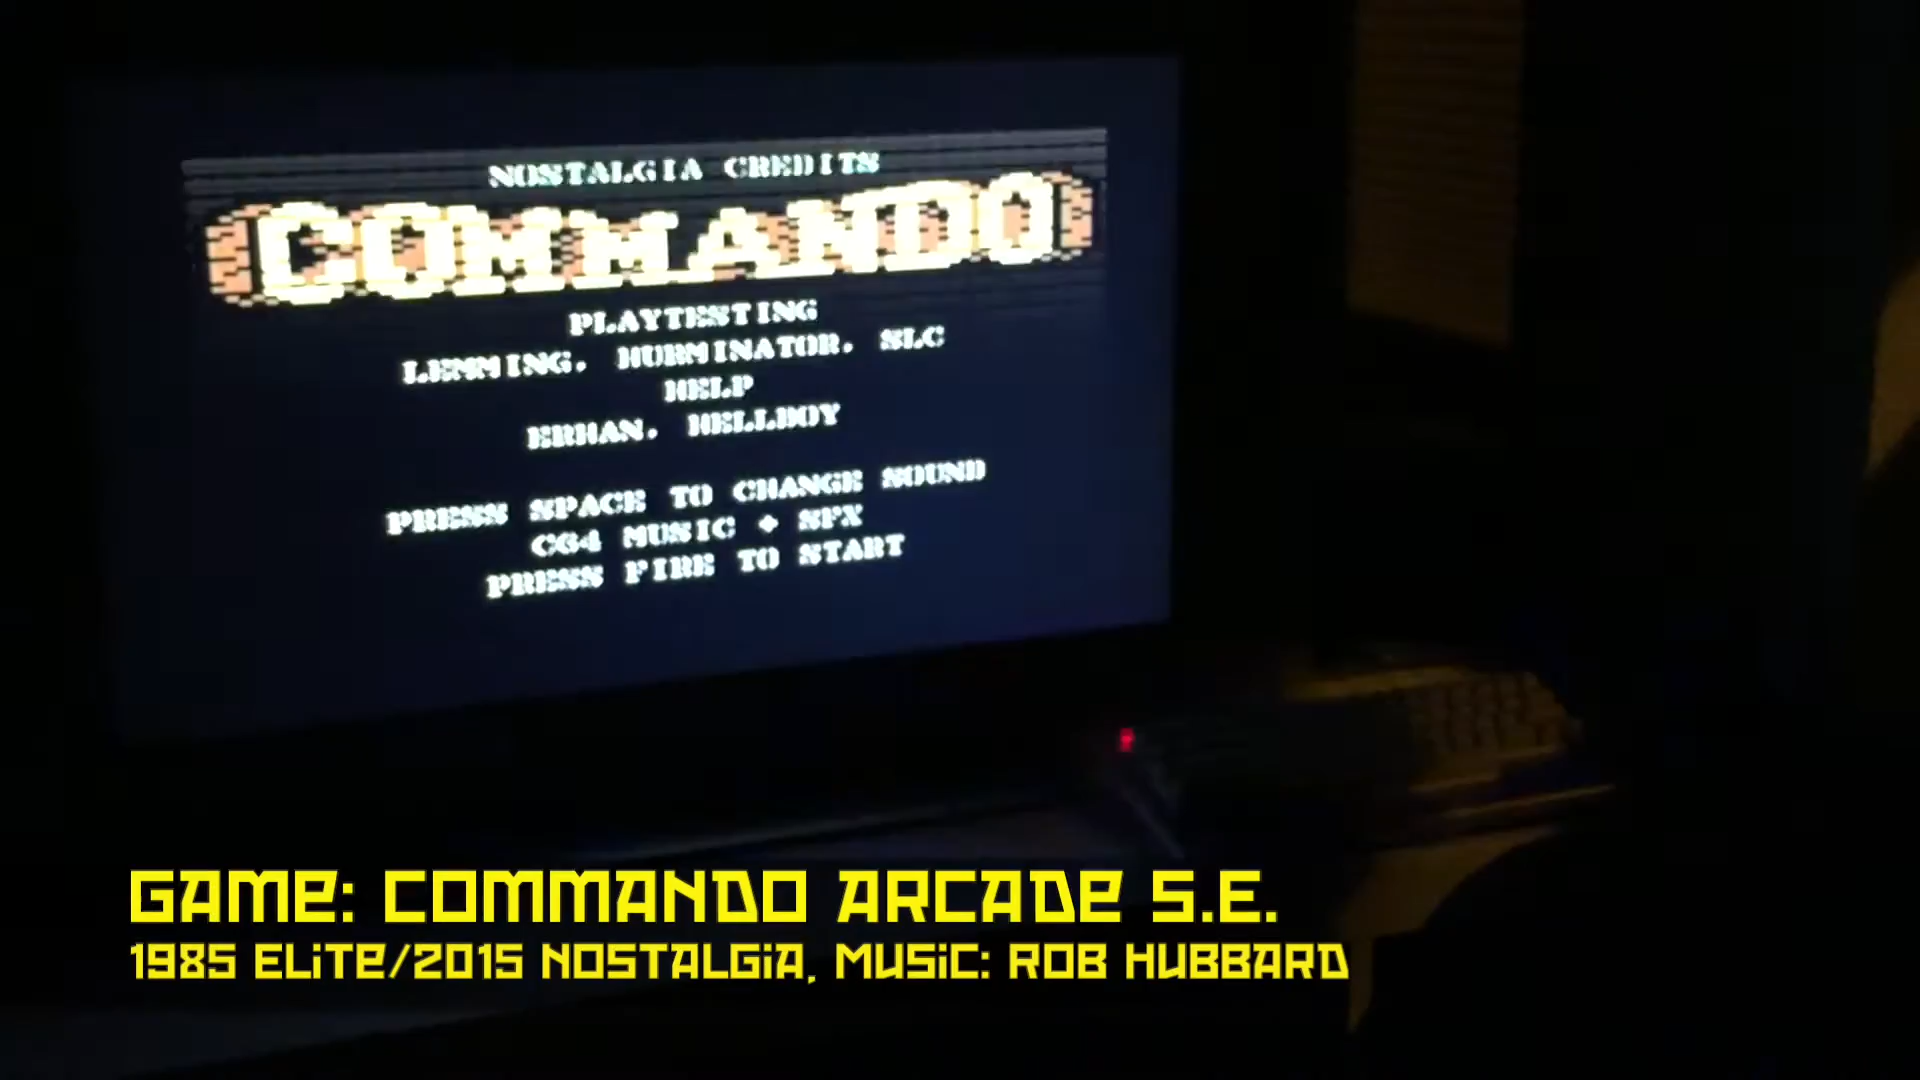 NOSTALGIA CREDITS
COMMANDO
PLAYTESTING
LEMMING. HURMINATOR. SLC
HELP
ERHAN. HELLBOY
PRESS SPACE TO CHANGE SOUND
C64 MUSIC + SFX
PRESS FIRE TO START
GAME: COMMANDO ARCADE S.E.
1985 ELITE/2015 NOSTALGIA, MUSIC: ROB HUBBARD